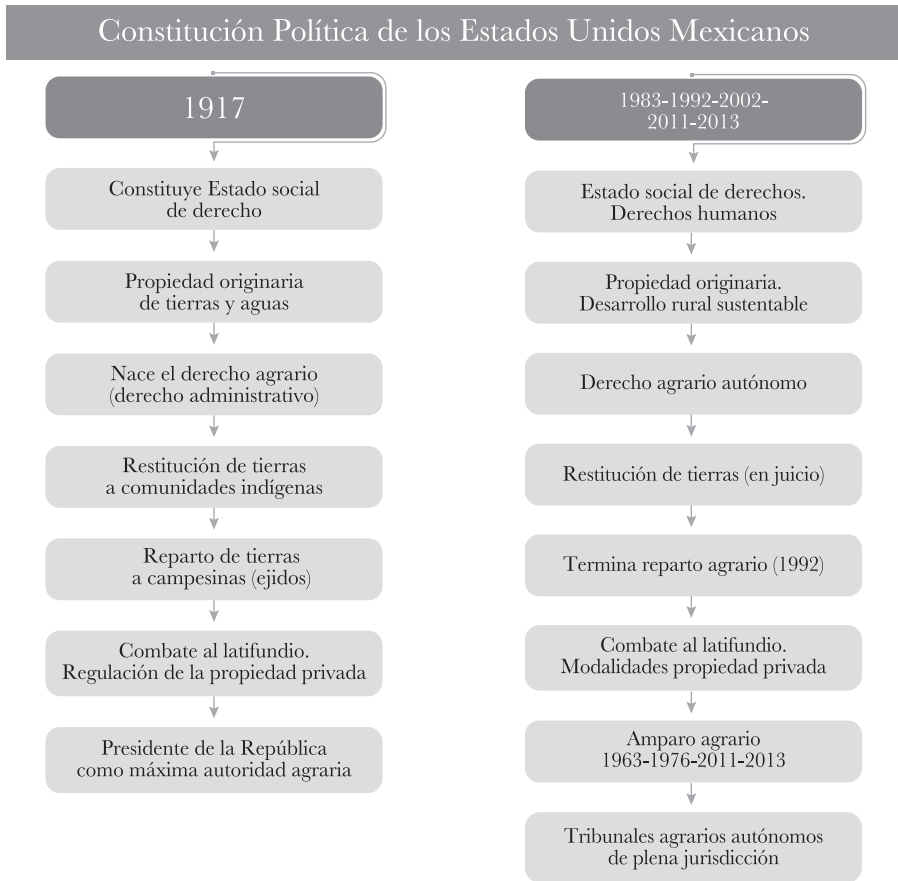 Constitución Política de los Estados Unidos Mexicanos
1917
Constituye Estado social
de derecho
Propiedad originaria
de tierras y aguas
Nace el derecho agrario
(derecho administrativo)
Restitución de tierras
a comunidades indígenas
Reparto de tierras
a campesinas (ejidos)
Combate al latifundio.
Regulación de la propiedad privada
Presidente de la República
como máxima autoridad agraria
1983-1992-2002-
2011-2013
Estado social de derechos.
Derechos humanos
Propiedad originaria.
Desarrollo rural sustentable
Derecho agrario autónomo
Restitución de tierras (en juicio)
Termina reparto agrario (1992)
Combate al latifundio.
Modalidades propiedad privada
Amparo agrario
1963-1976-2011-2013
Tribunales agrarios autónomos
de plena jurisdicción